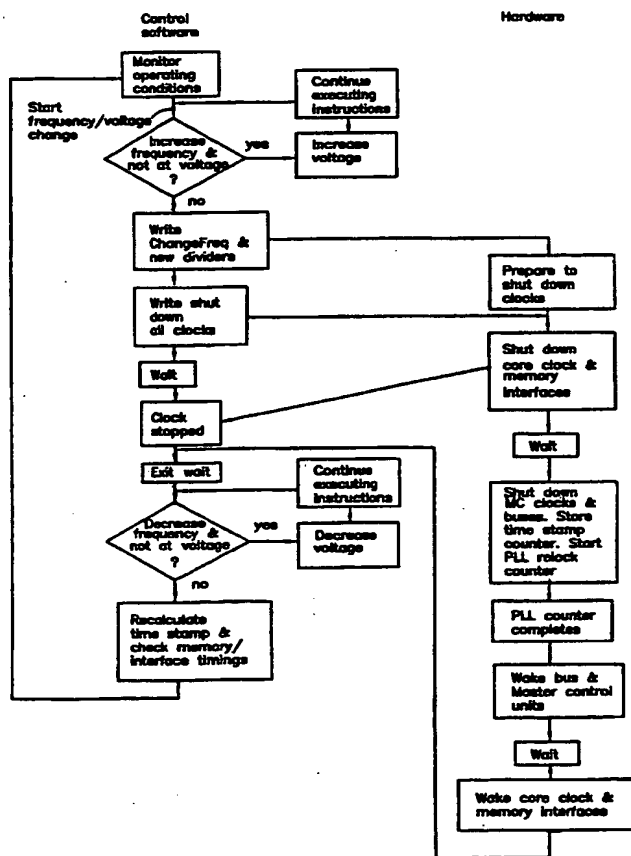 Control
software
Hardware
Monitor
operating
conditions
Start
frequency/voltage
change
Continue
executing
instructions
Increase
frequency &
not at voltage
?
yes
Increase
voltage
no
Write
ChangeFreq &
new dividers
Prepare to
shut down
clocks
Write shut
down
all clocks
Shut down
core clock &
memory
interfaces
Wait
Clock
stopped
Wait
Exit wait
Continue
executing
instructions
Shut down
MC clocks &
buses. Store
time stamp
counter. Start
PLL relock
counter
Decrease
frequency &
not at voltage
?
yes
Decrease
voltage
no
Recalculate
time stamp &
check memory/
interface timings
PLL counter
completes
Wake bus &
Master control
units
Wait
Wake core clock &
memory interfaces